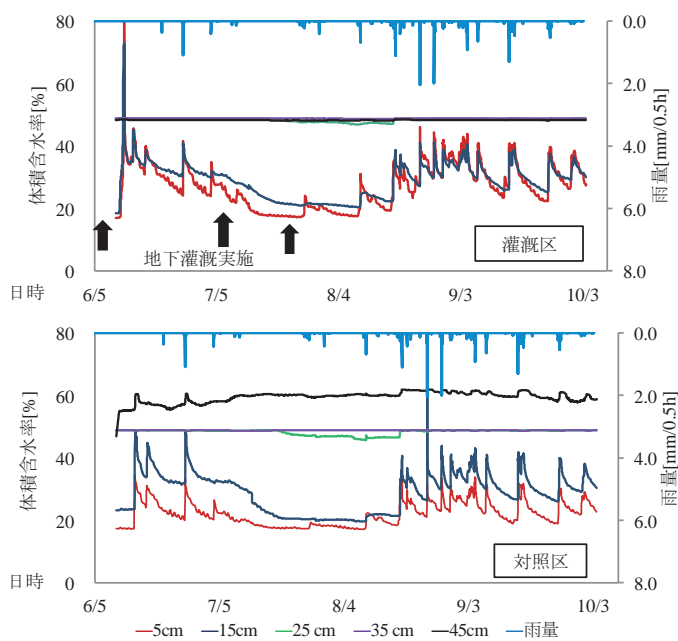 80 0.0
60 2.0
40 4.0
20 6.0
0 8.0
体積含水率[%]
雨量[mm/0.5h]
地下灌漑実施
灌漑区
日時
6/5 7/5 8/4 9/3 10/3
80 0.0
60 2.0
40 4.0
20 6.0
0 8.0
体積含水率[%]
雨量[mm/0.5h]
対照区
日時
6/5 7/5 8/4 9/3 10/3
5cm 15cm 25 cm 35 cm 45cm 雨量